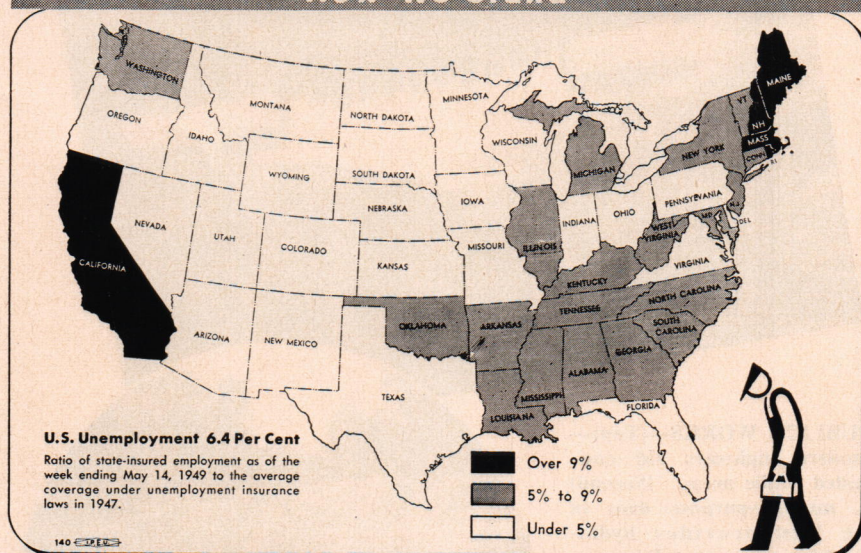 How We Stand
WASHINGTON
MONTANA
NORTH DAKOTA
MINNESOTA
MAINE
OREGON
IDAHO
WYOMING
SOUTH DAKOTA
WISCONSIN
MICHIGAN
NEW YORK
VT
NH
MASS
CONN
R.I.
NEVADA
UTAH
COLORADO
NEBRASKA
IOWA
ILLINOIS
INDIANA
OHIO
PENNSYLVANIA
N.J.
MD
DEL
WEST
VIRGINIA
VIRGINIA
CALIFORNIA
KANSAS
MISSOURI
KENTUCKY
ARIZONA
NEW MEXICO
OKLAHOMA
ARKANSAS
TENNESSEE
NORTH CAROLINA
SOUTH
CAROLINA
TEXAS
LOUISIANA
MISSISSIPPI
ALABAMA
GEORGIA
FLORIDA
U.S. Unemployment 6.4 Per Cent
Ratio of state-insured employment as of the
week ending May 14, 1949 to the average
coverage under unemployment insurance
laws in 1947.
Over 9%
5% to 9%
Under 5%
140 I.P.E.U.